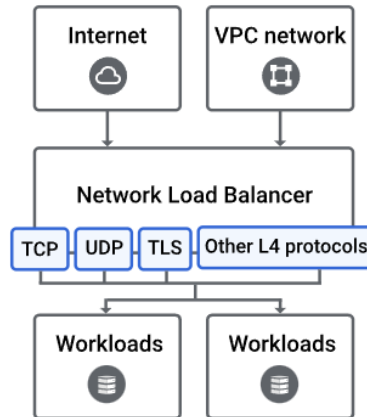 Internet
VPC network
Network Load Balancer
TCP
UDP
TLS
Other L4 protocols
Workloads
Workloads